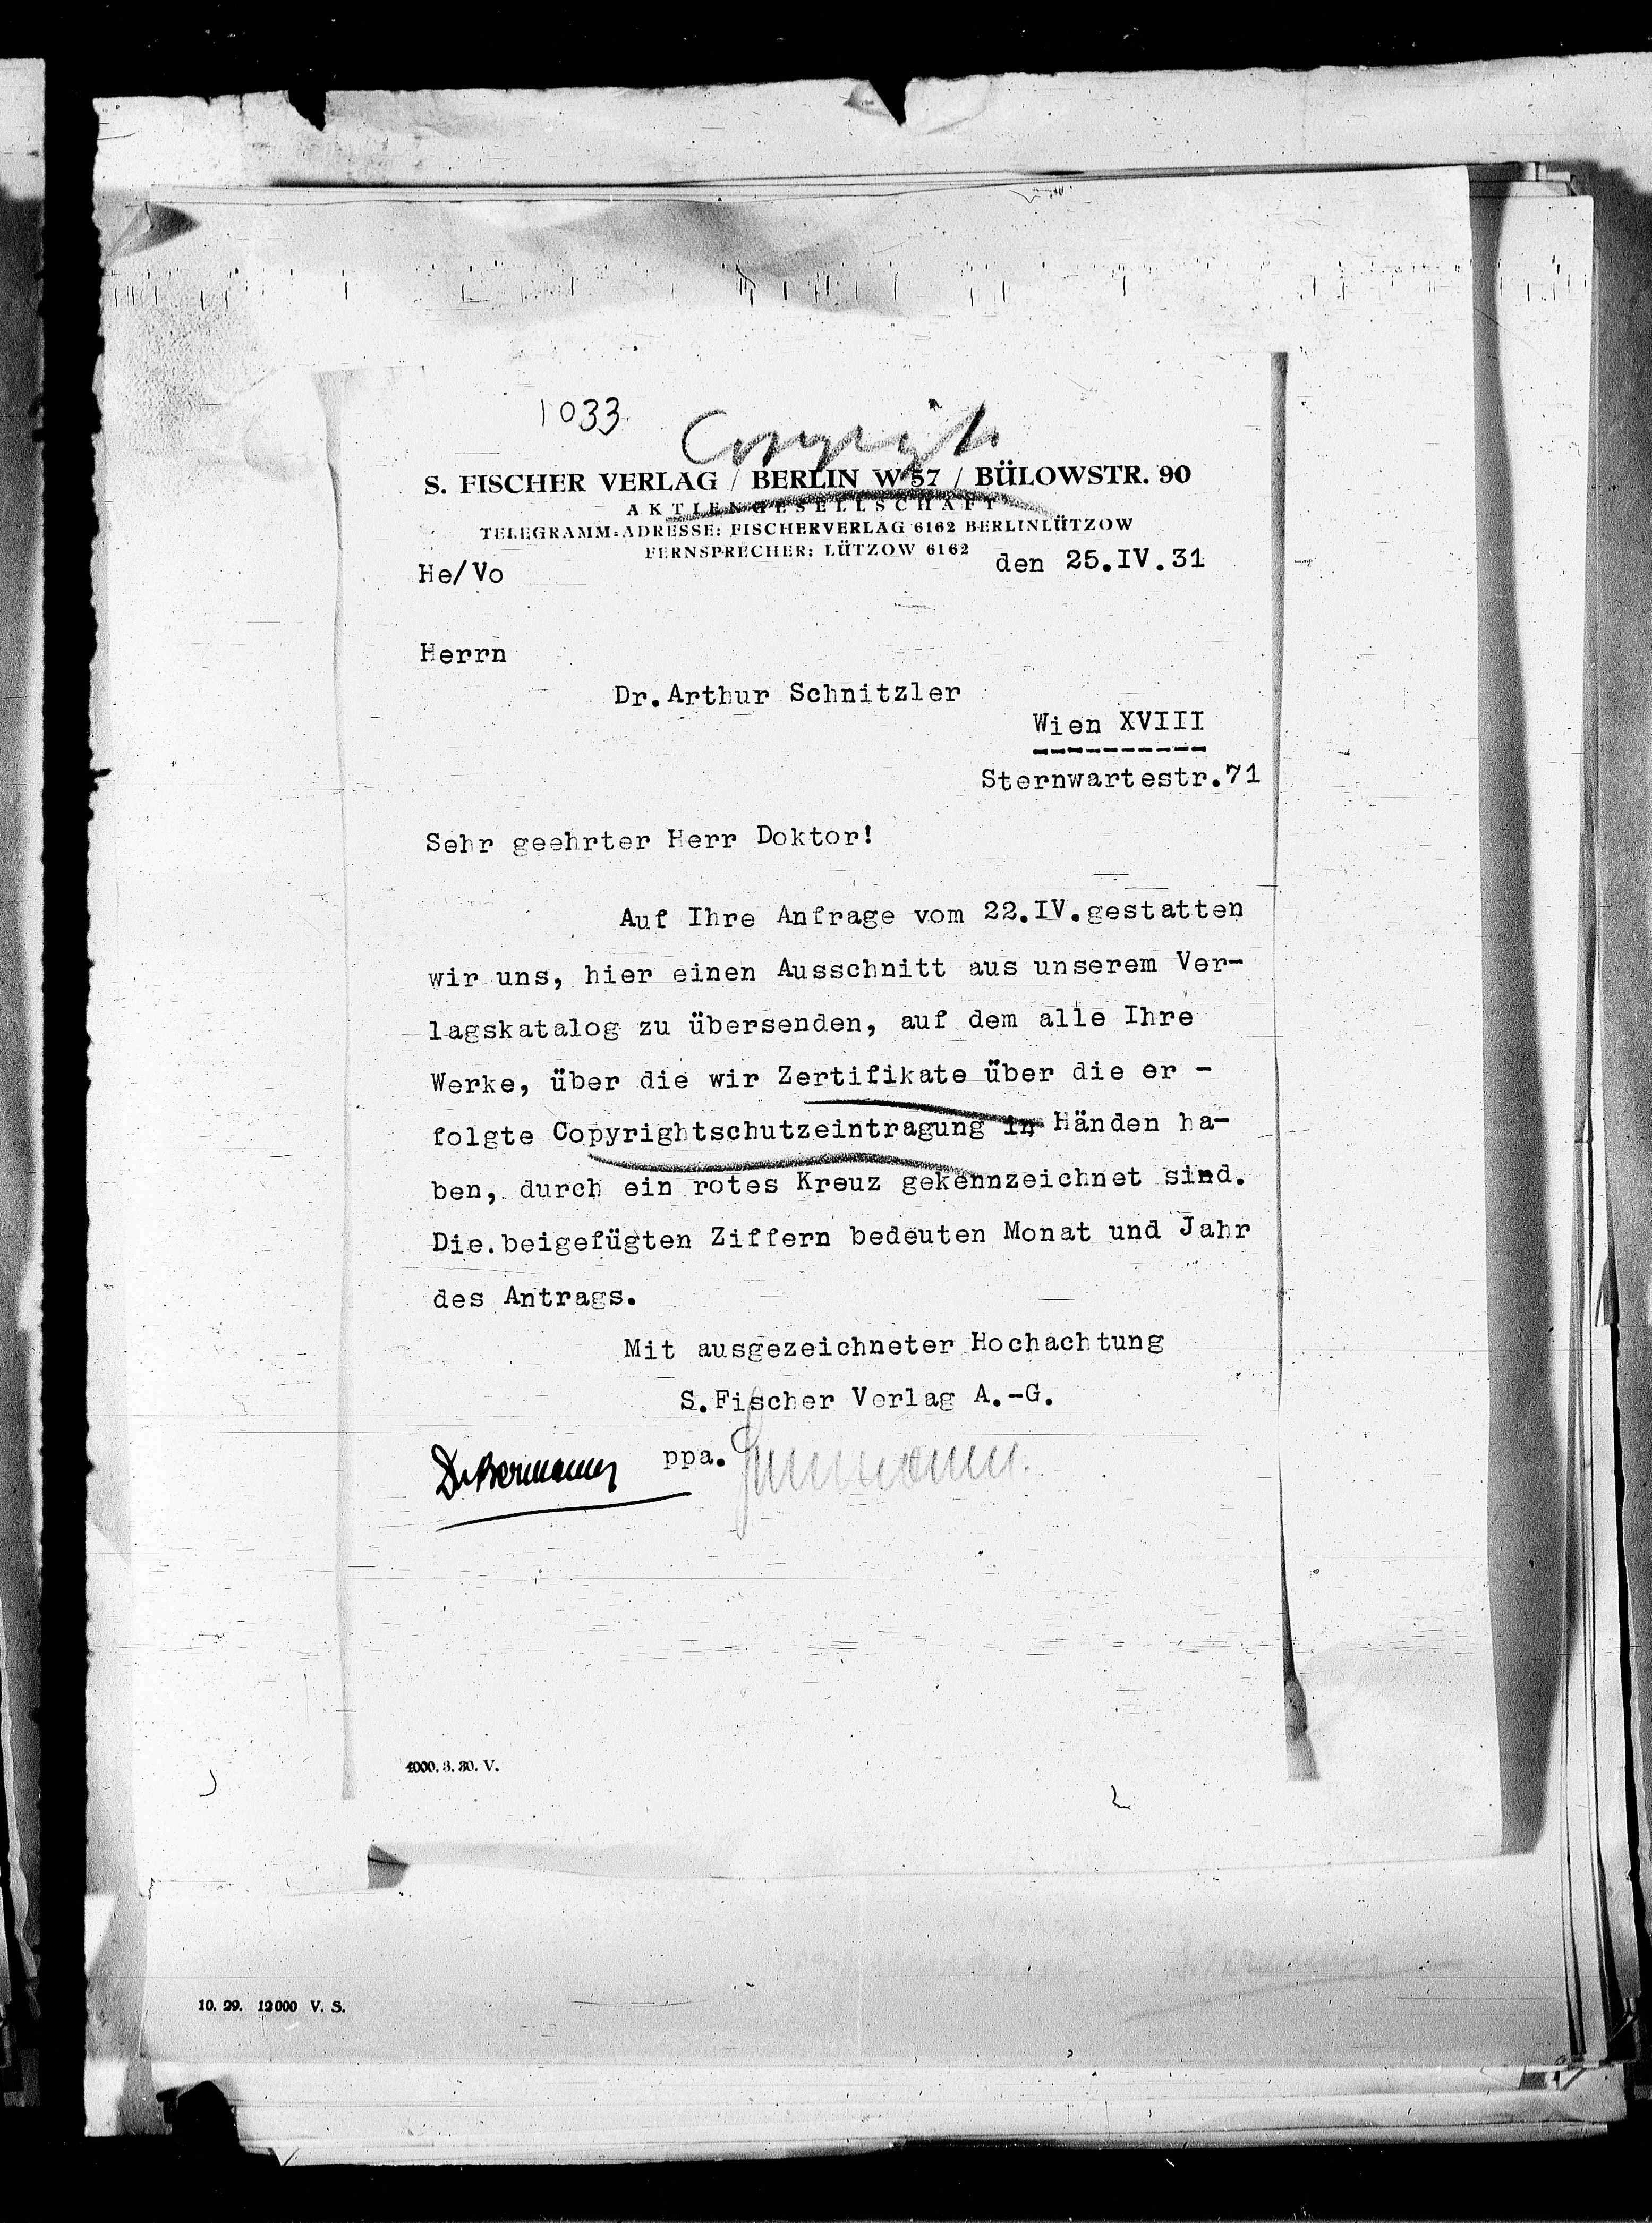 1033.
Copyright
S. FISCHER VERLAG / BERLIN W 57 / BÜLOWSTR. 90
AKTIENGESELLSCHAFT
TELEGRAMM=ADRESSE: FISCHERVERLAG 6162 BERLINLÜTZOW
FERNSPRECHER: LÜTZOW 6162
He/Vo den 25.IV.31
Herrn
Dr.Arthur Schnitzler
Wien XVIII
Sternwartestr.71
Sehr geehrter Herr Doktor!
Auf Ihre Anfrage vom 22.IV.gestatten
wir uns, hier einen Ausschnitt aus unserem Ver-
lagskatalog zu übersenden, auf dem alle Ihre
Werke, über die wir Zertifikate über die er -
folgte Copyrightschutzeintragung in Händen ha-
ben, durch ein rotes Kreuz gekennzeichnet sind.
Die beigefügten Ziffern bedeuten Monat und Jahr
des Antrags.
Mit ausgezeichneter Hochachtung
S.Fischer Verlag A.-G.
Dr Bermann ppa.
4000. 3. 30. V.
10. 29. 12000 V. S.